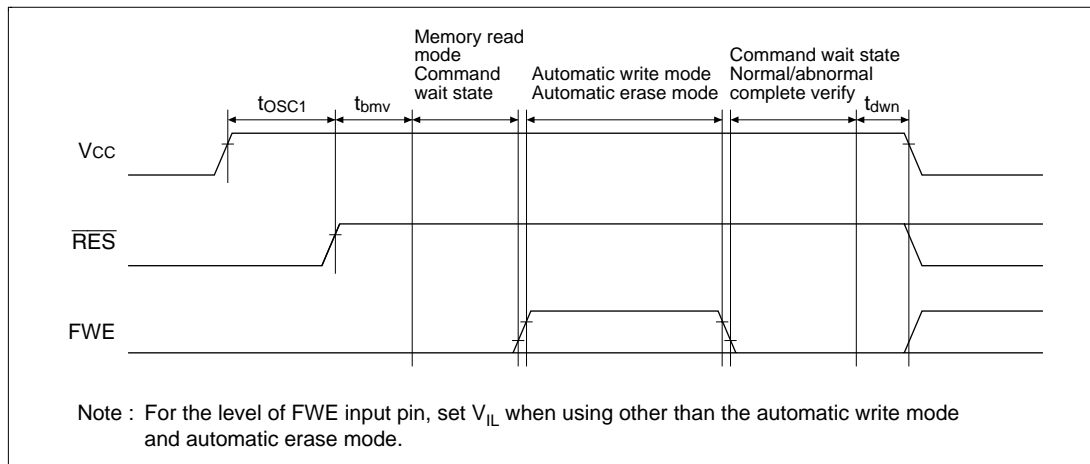 Memory read
mode
Command
wait state
Automatic write mode
Automatic erase mode
Command wait state
Normal/abnormal
complete verify
tOSC1
tbmv
tdwn
VCC
RES
FWE
Note : For the level of FWE input pin, set VIL when using other than the automatic write mode
and automatic erase mode.